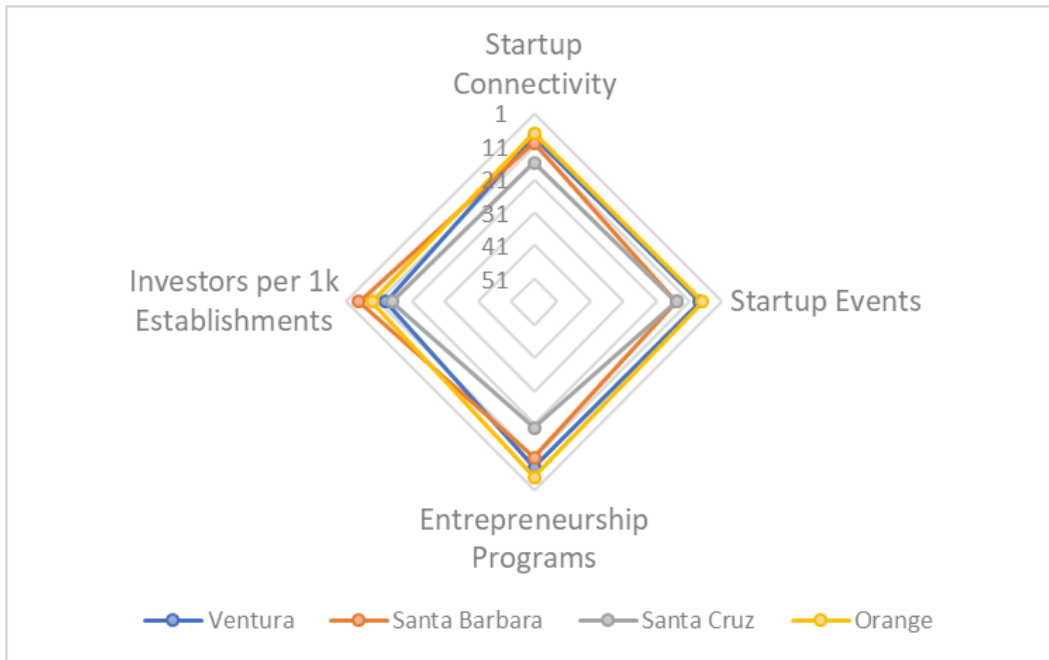 Startup
Connectivity
1
11
21
31
41
51
Investors per 1k
Establishments
Startup Events
Entrepreneurship
Programs
Ventura
Santa Barbara
Santa Cruz
Orange